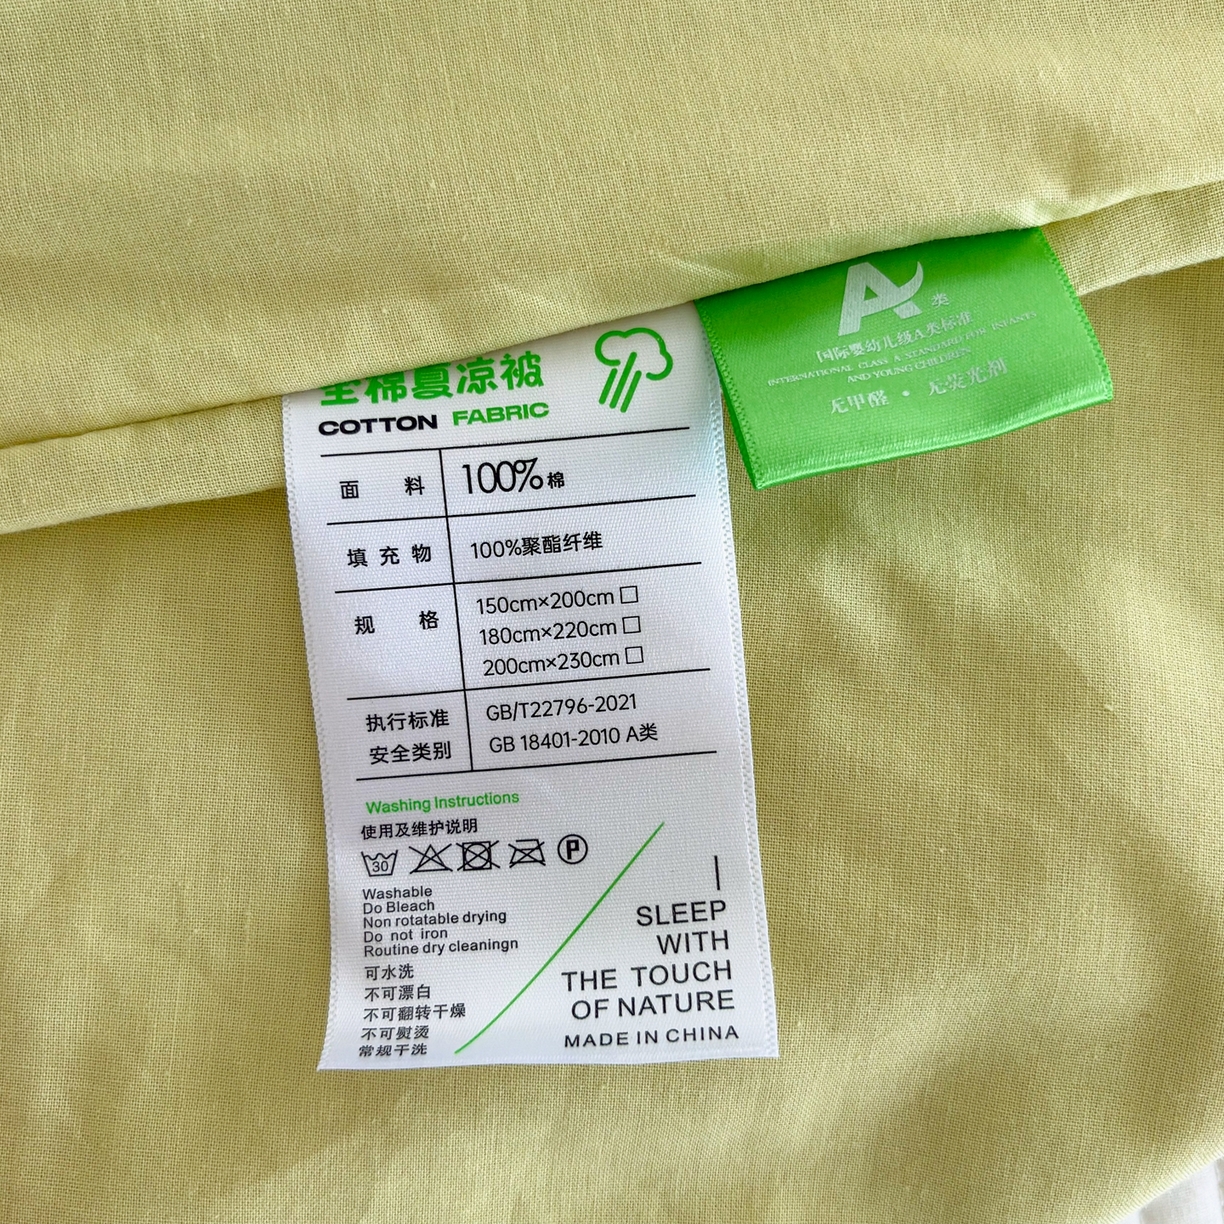 A类
国际婴幼儿级A类标准
INTERNATIONAL CLASS A STANDARD FOR INFANTS
AND YOUNG CHILDREN
无甲醛 · 无荧光剂
全棉夏凉被
COTTON FABRIC
面料 100%棉
填充物 100%聚酯纤维
规格 150cm×200cm □
180cm×220cm □
200cm×230cm □
执行标准 GB/T22796-2021
安全类别 GB 18401-2010 A类
Washing Instructions
使用及维护说明
30 P
Washable
Do Bleach
Non rotatable drying
Do not iron
Routine dry cleaningn
可水洗
不可漂白
不可翻转干燥
不可熨烫
常规干洗
SLEEP
WITH
THE TOUCH
OF NATURE
MADE IN CHINA